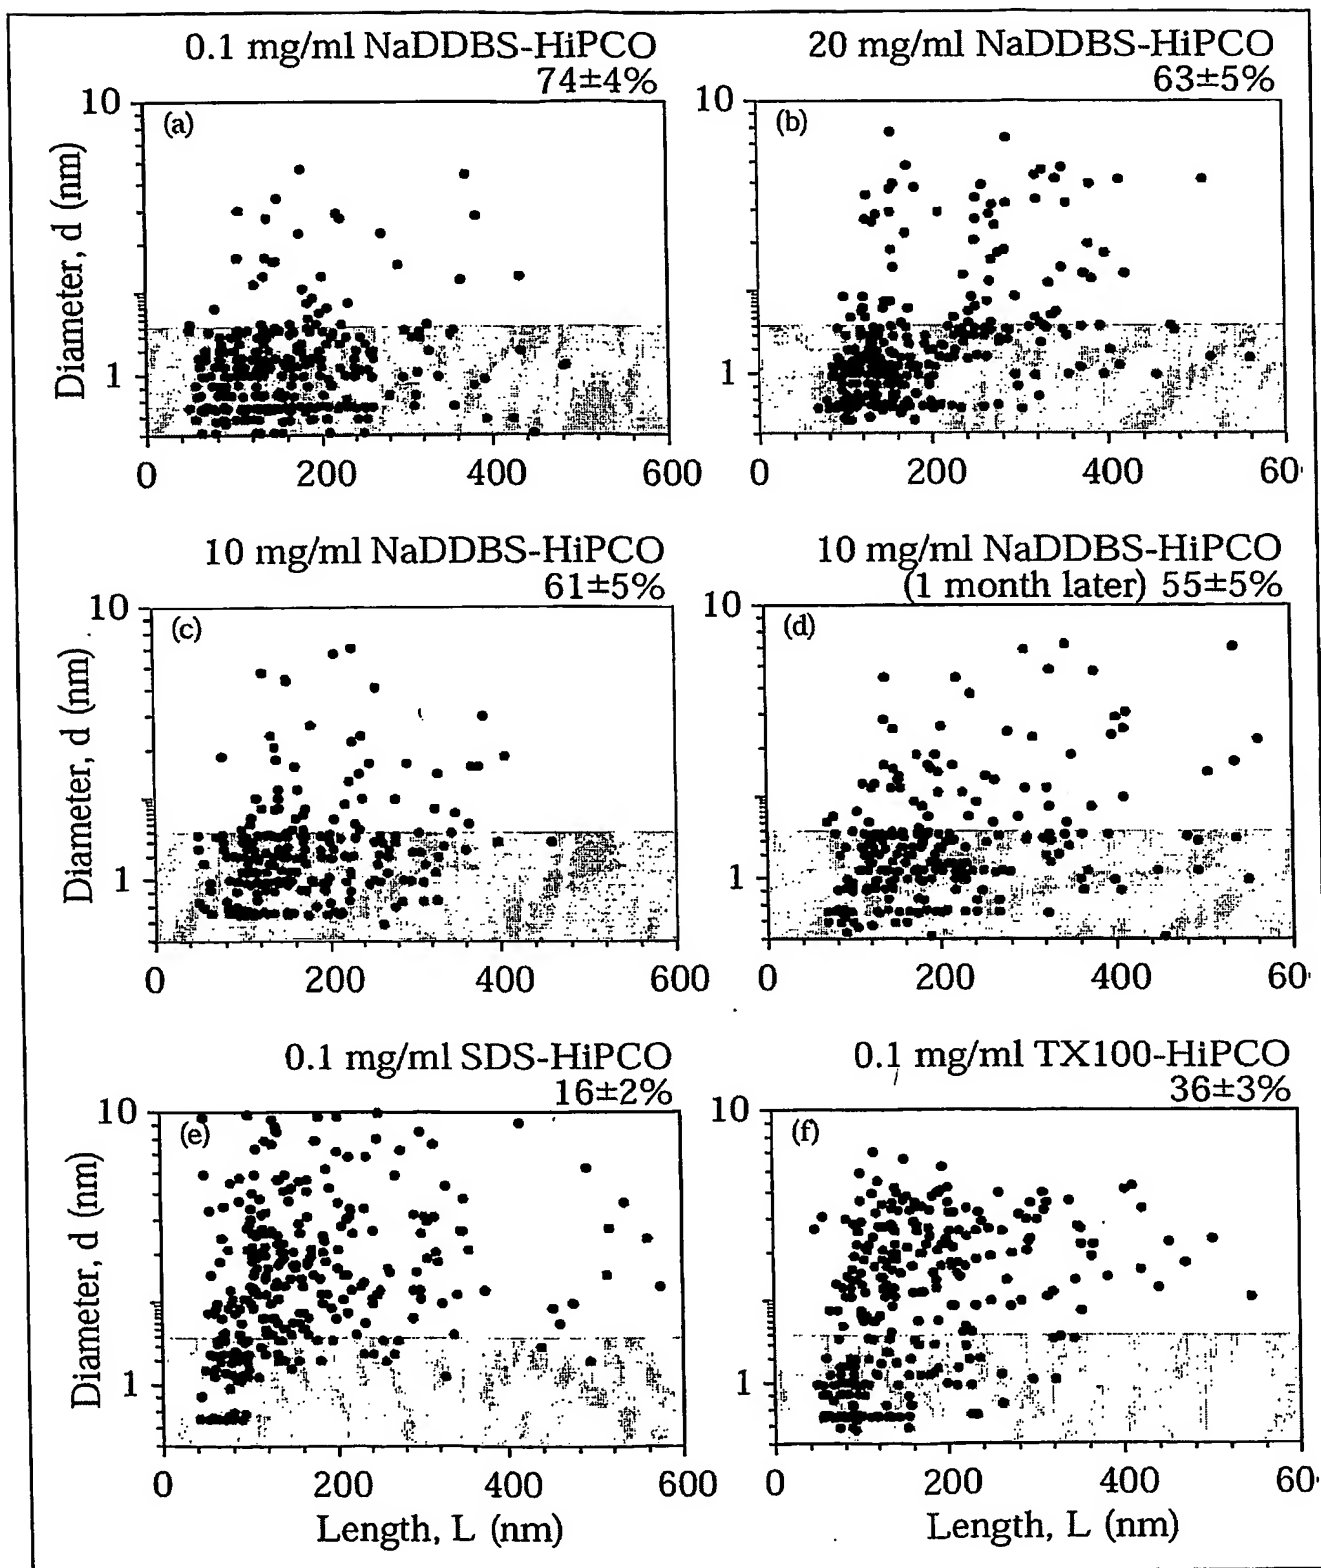 0.1 mg/ml NaDDBS-HiPCO
74±4%
20 mg/ml NaDDBS-HiPCO
63±5%
10
(a)
Diameter, d (nm)
1
0
200
400
600
10
(b)
1
0
200
400
60
10 mg/ml NaDDBS-HiPCO
61±5%
10 mg/ml NaDDBS-HiPCO
(1 month later) 55±5%
10
(c)
Diameter, d (nm)
1
0
200
400
600
10
(d)
1
0
200
400
60
0.1 mg/ml SDS-HiPCO
16±2%
0.1 mg/ml TX100-HiPCO
36±3%
10
(e)
Diameter, d (nm)
1
0
200
400
600
Length, L (nm)
10
(f)
1
0
200
400
60
Length, L (nm)